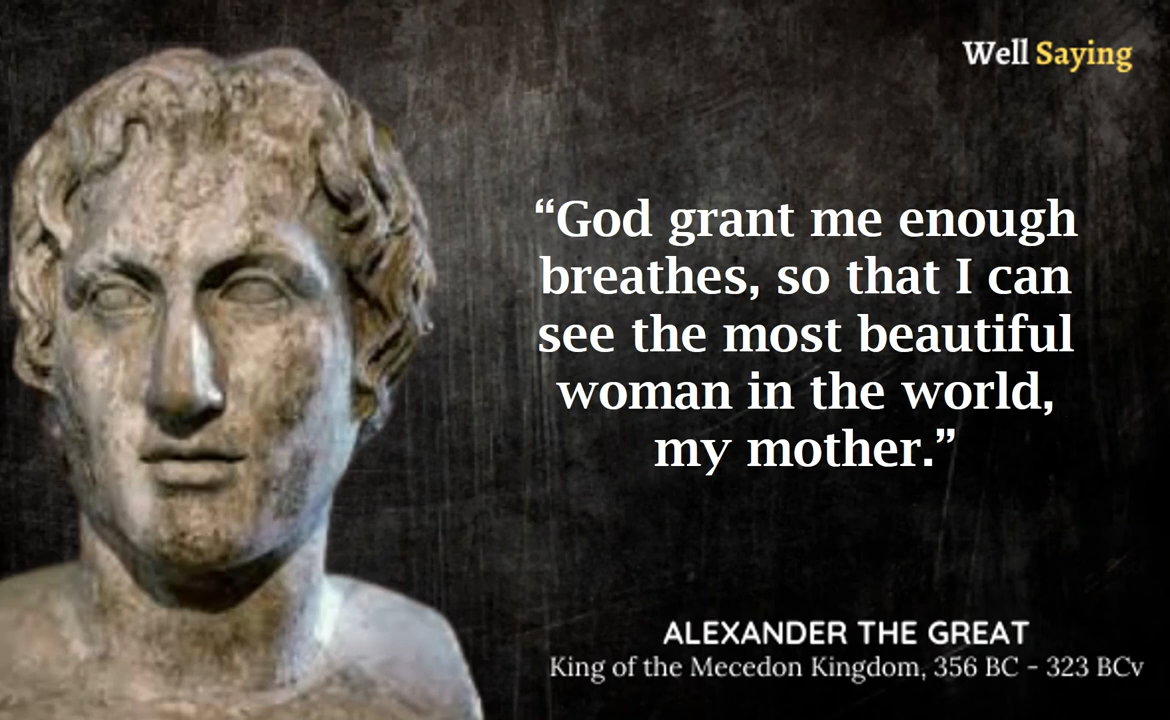 Well Saying
“God grant me enough
breathes, so that I can
see the most beautiful
woman in the world,
my mother.”
ALEXANDER THE GREAT
King of the Mecedon Kingdom, 356 BC – 323 BCv